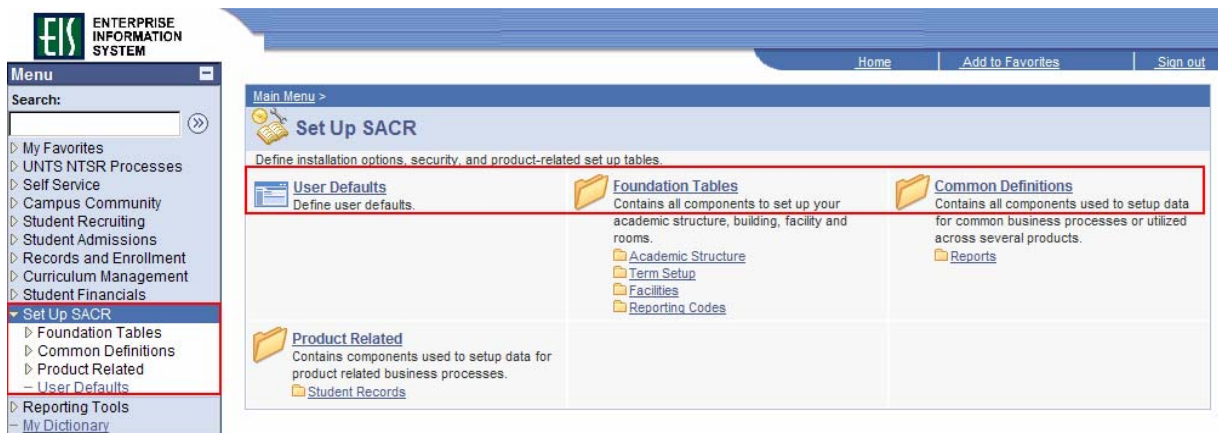 ENTERPRISE
INFORMATION
SYSTEM
EIS
Menu
Search:
My Favorites
UNTS NTSR Processes
Self Service
Campus Community
Student Recruiting
Student Admissions
Records and Enrollment
Curriculum Management
Student Financials
Set Up SACR
Foundation Tables
Common Definitions
Product Related
User Defaults
Reporting Tools
My Dictionary
Home
Add to Favorites
Sign out
Main Menu >
Set Up SACR
Define installation options, security, and product-related set up tables.
User Defaults
Define user defaults.
Foundation Tables
Contains all components to set up your
academic structure, building, facility and
rooms.
Academic Structure
Term Setup
Facilities
Reporting Codes
Common Definitions
Contains all components used to setup data
for common business processes or utilized
across several products.
Reports
Product Related
Contains components used to setup data for
product related business processes.
Student Records